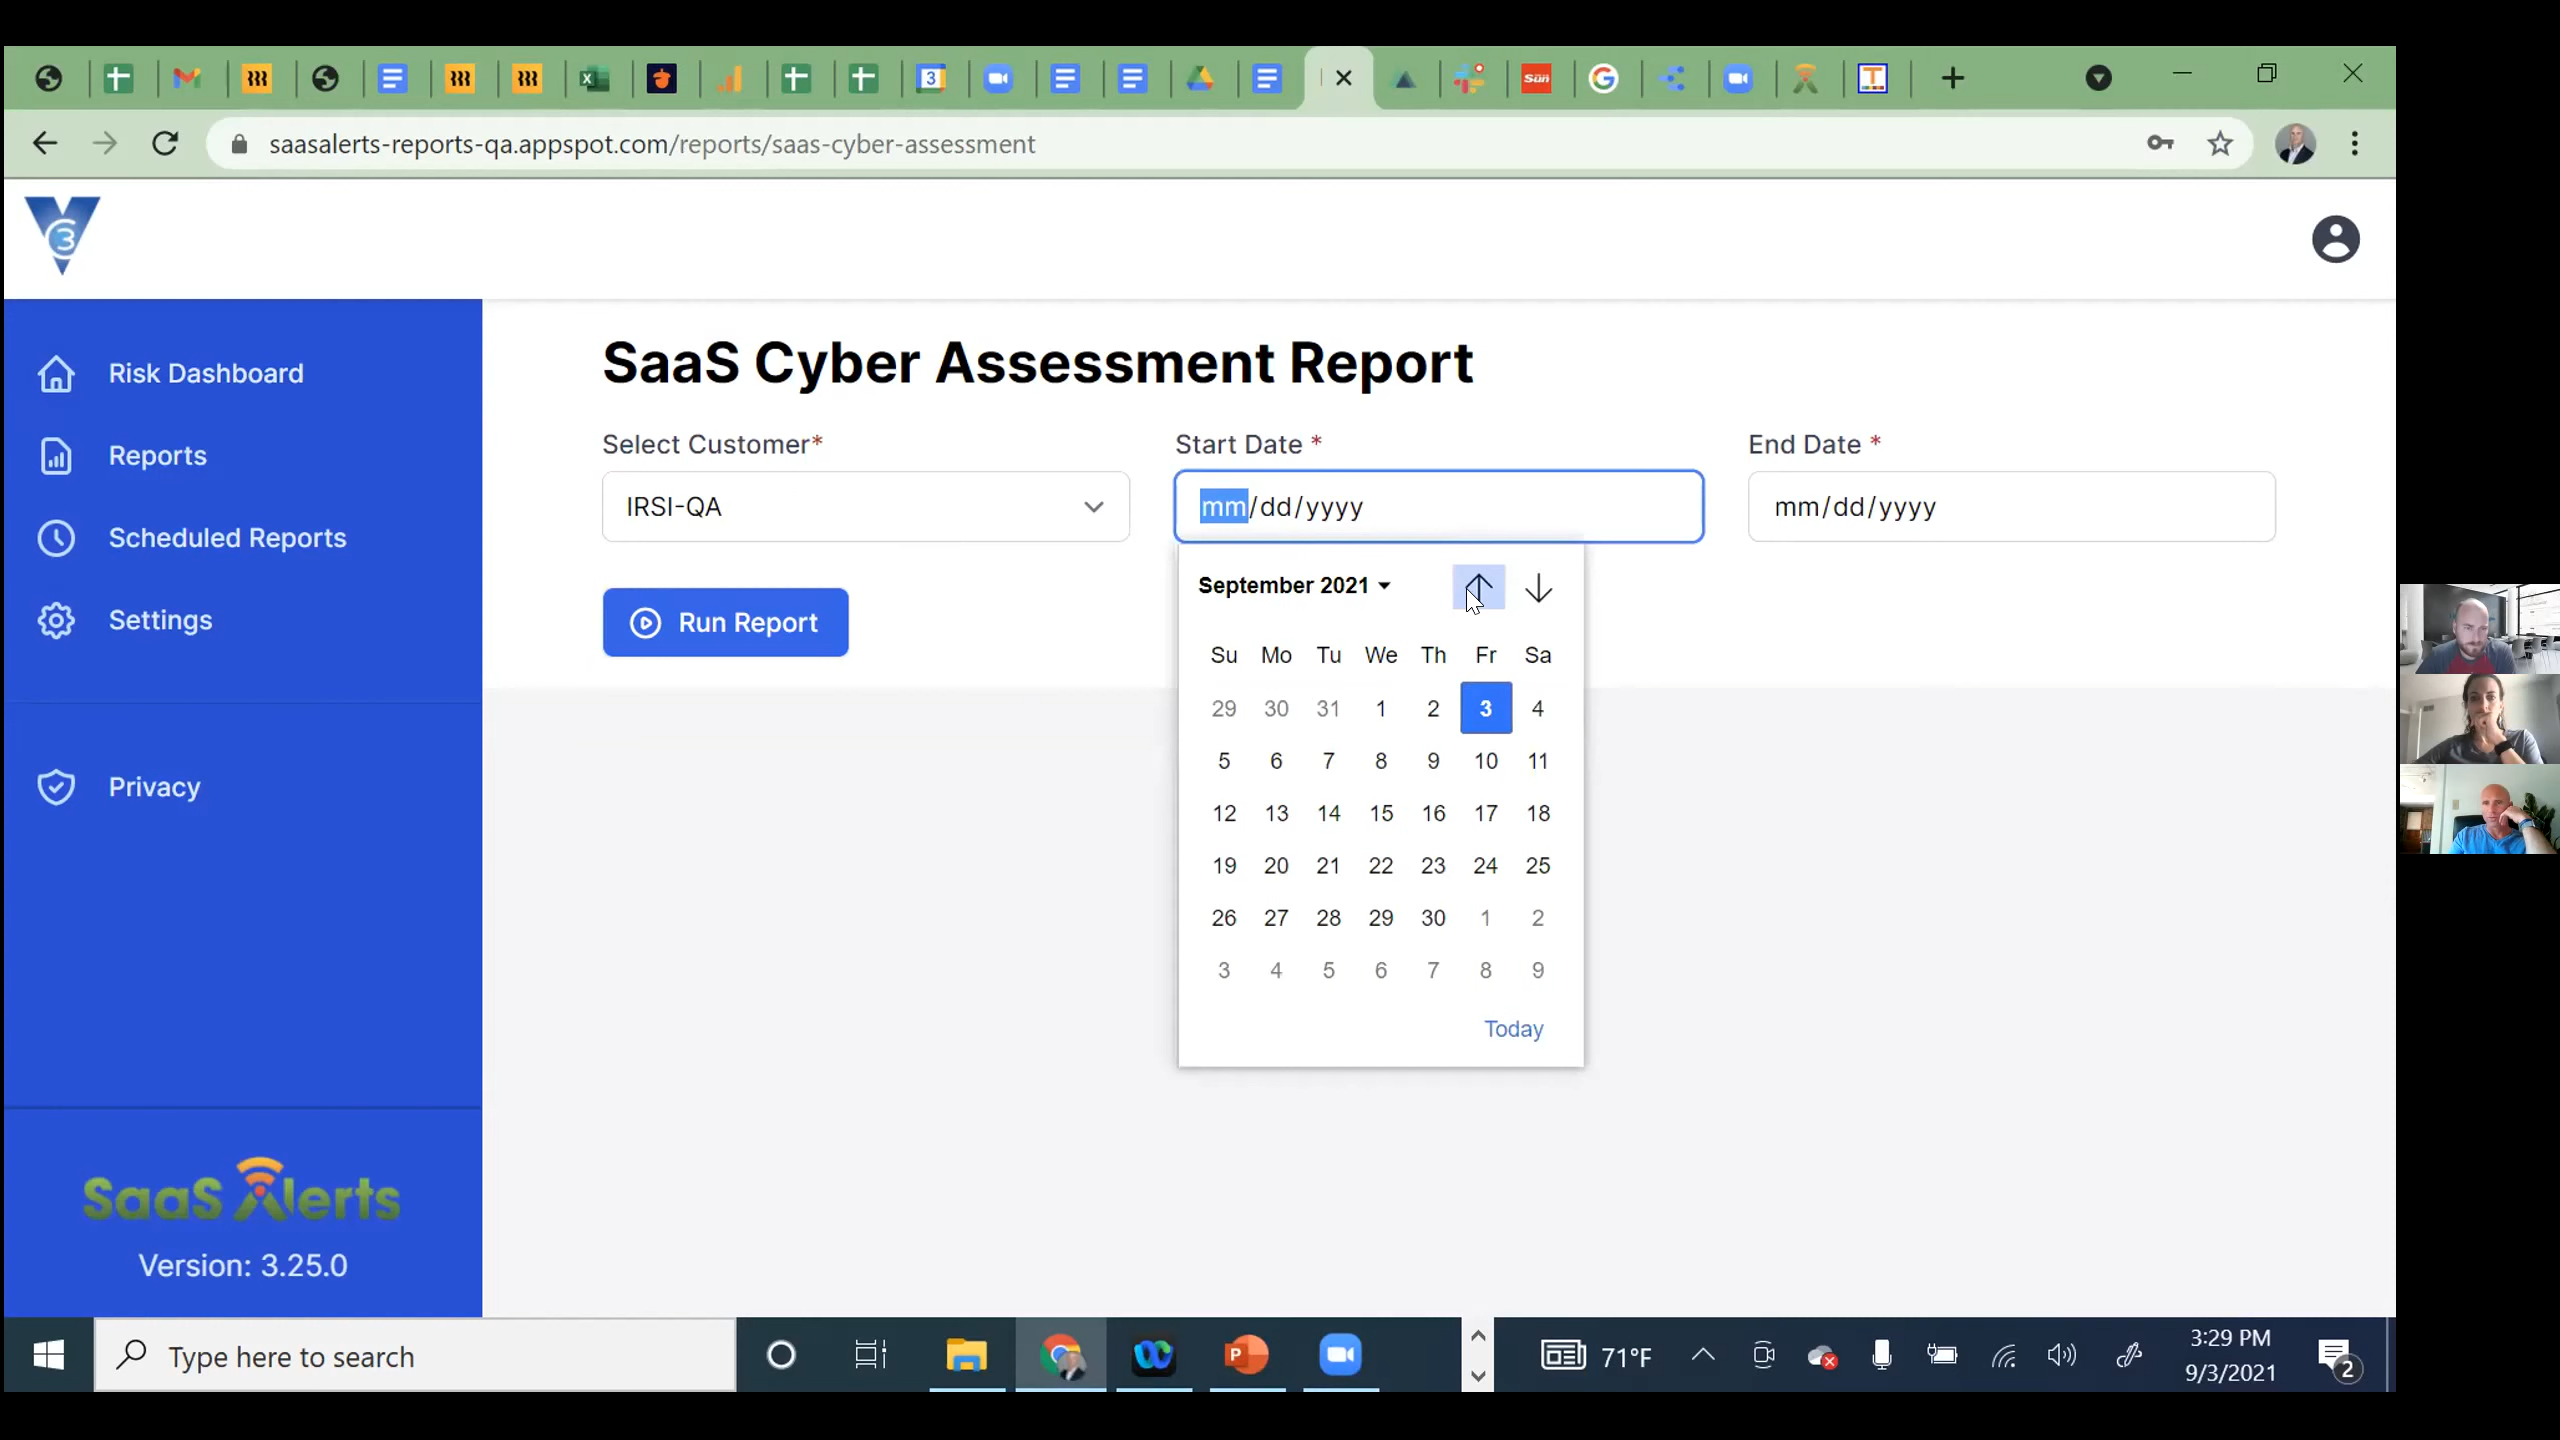 3
Sun
T
saasalerts-reports-qa.appspot.com/reports/saas-cyber-assessment
V
C
3
Risk Dashboard
Reports
Scheduled Reports
Settings
Privacy
SaaS Alerts
Version: 3.25.0
SaaS Cyber Assessment Report
Select Customer*
IRSI-QA
Start Date *
mm/dd/yyyy
End Date *
mm/dd/yyyy
Run Report
September 2021
Su Mo Tu We Th Fr Sa
29 30 31 1 2 3 4
5 6 7 8 9 10 11
12 13 14 15 16 17 18
19 20 21 22 23 24 25
26 27 28 29 30 1 2
3 4 5 6 7 8 9
Today
Type here to search
P
71°F
3:29 PM
9/3/2021
2